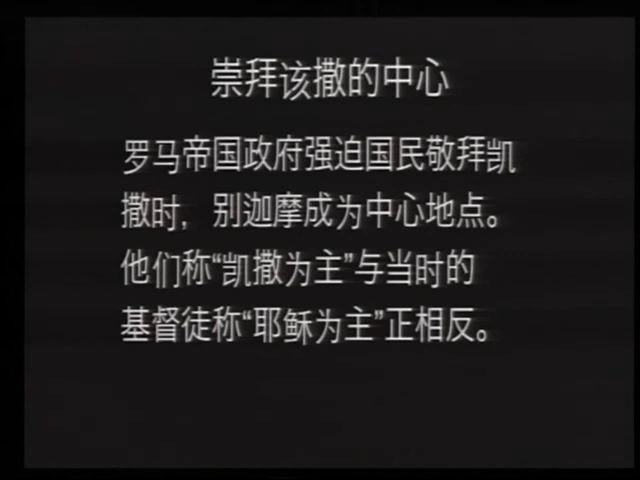 崇拜该撒的中心
罗马帝国政府强迫国民敬拜凯
撒时，别迦摩成为中心地点。
他们称“凯撒为主”与当时的
基督徒称“耶稣为主”正相反。